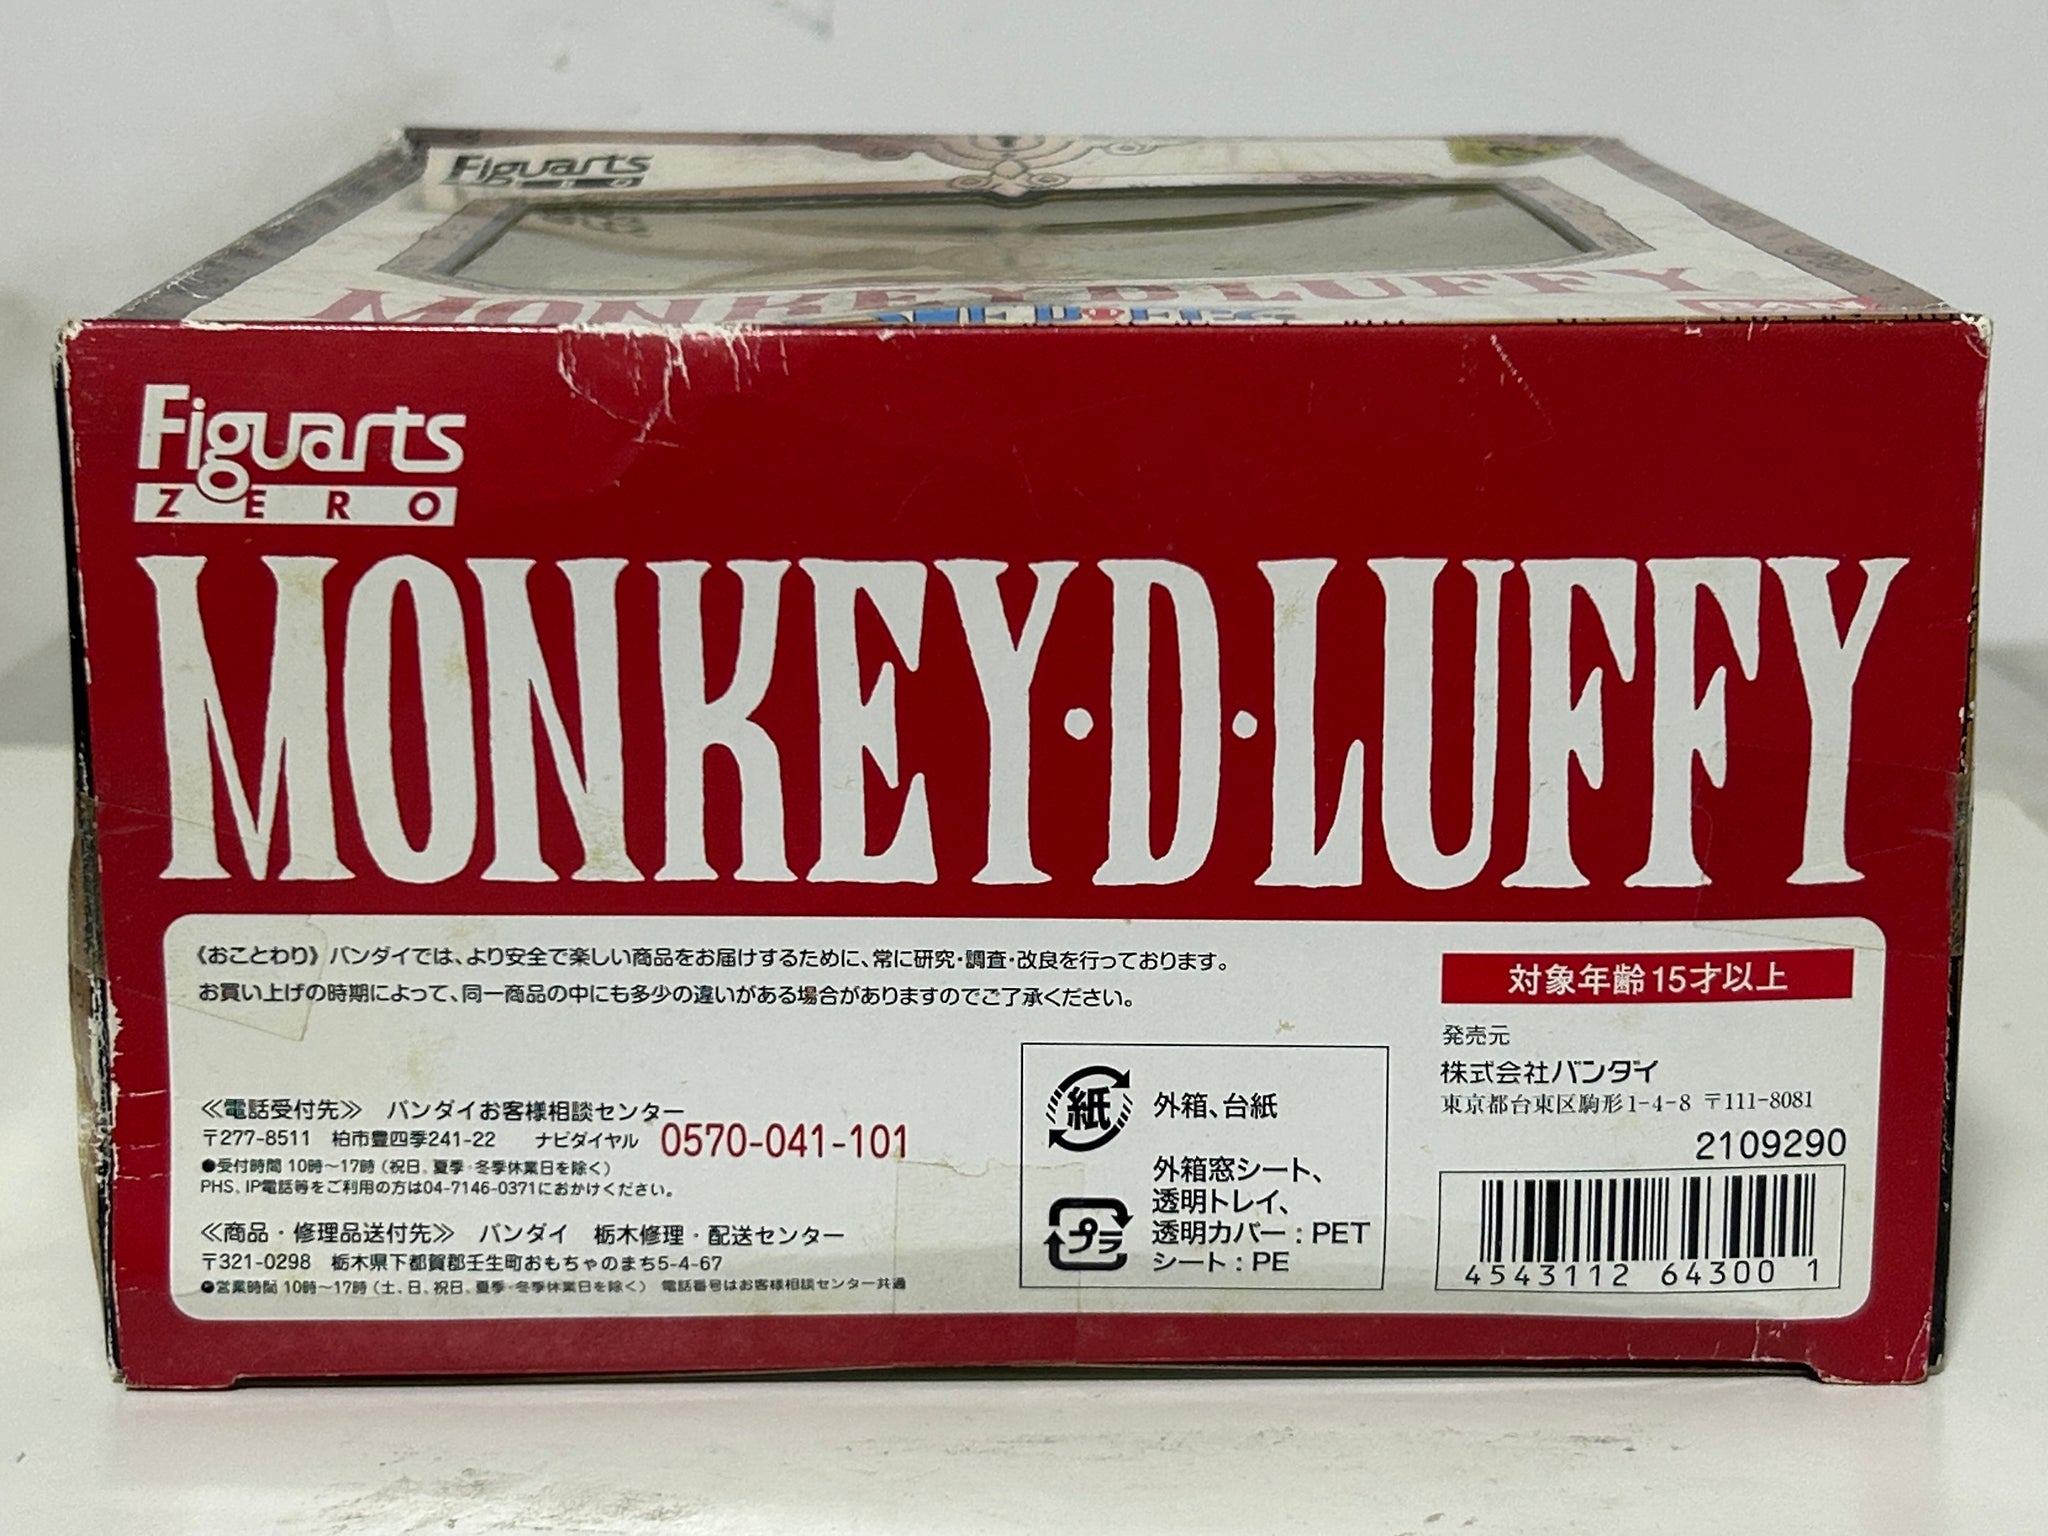 Figuarts
MONKEY D LUFFY
Figuarts
ZERO
MONKEY・D・LUFFY
《おことわり》バンダイでは、より安全で楽しい商品をお届けするために、常に研究・調査・改良を行っております。
お買い上げの時期によって、同一商品の中にも多少の違いがある場合がありますのでご了承ください。
≪電話受付先≫ バンダイお客様相談センター
〒277-8511 柏市豊四季241-22 ナビダイヤル 0570-041-101
●受付時間 10時～17時（祝日、夏季・冬季休業日を除く）
PHS、IP電話等をご利用の方は04-7146-0371におかけください。
≪商品・修理品送付先≫ バンダイ 栃木修理・配送センター
〒321-0298 栃木県下都賀郡壬生町おもちゃのまち5-4-67
●営業時間 10時～17時（土、日、祝日、夏季・冬季休業日を除く） 電話番号はお客様相談センター共通
紙 外箱、台紙
プラ
外箱窓シート、
透明トレイ、
透明カバー：PET
シート：PE
対象年齢15才以上
発売元
株式会社バンダイ
東京都台東区駒形1-4-8 〒111-8081
2109290
4543112 64300 1